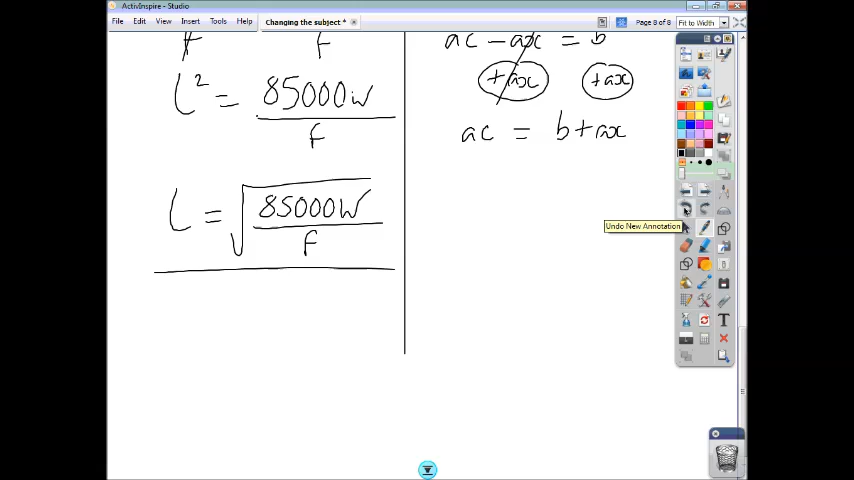 ActivInspire - Studio
File Edit View Insert Tools Help
Changing the subject *
Page 8 of 8
Fit to Width
f f
l² = 85000w
f
l = √85000w
f
ac - ax = b
+ax +ax
ac = b + ax
Undo New Annotation
T